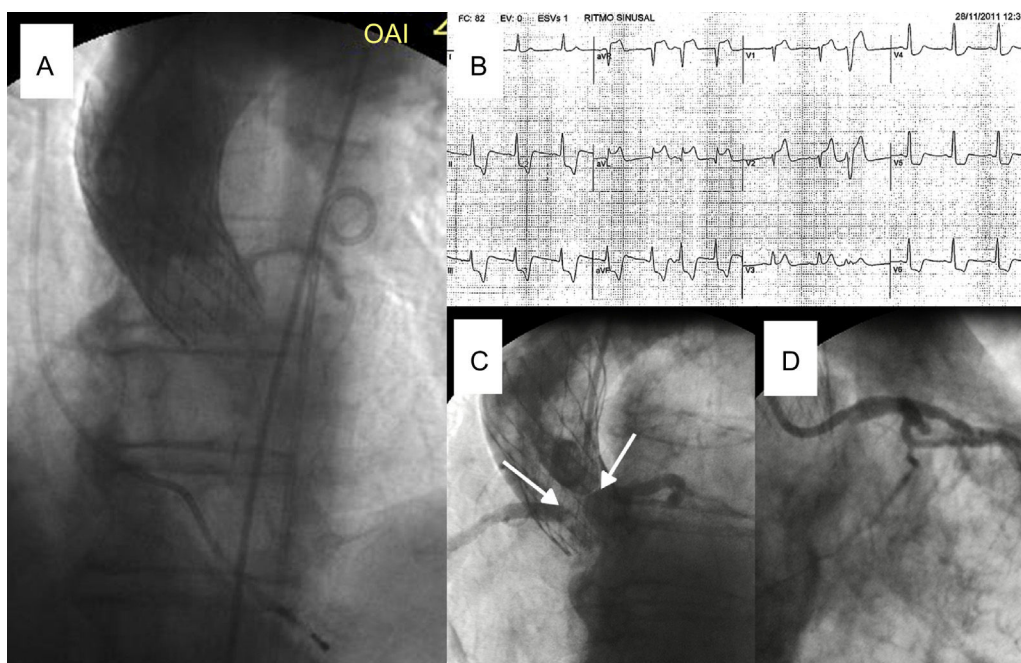 A
OAI
B
FC: 82 EV: 0 ESVs 1 RITMO SINUSAL
28/11/2011 12:3
I aVR V1 V4
II aVL V2 V5
III aVF V3 V6
C
D